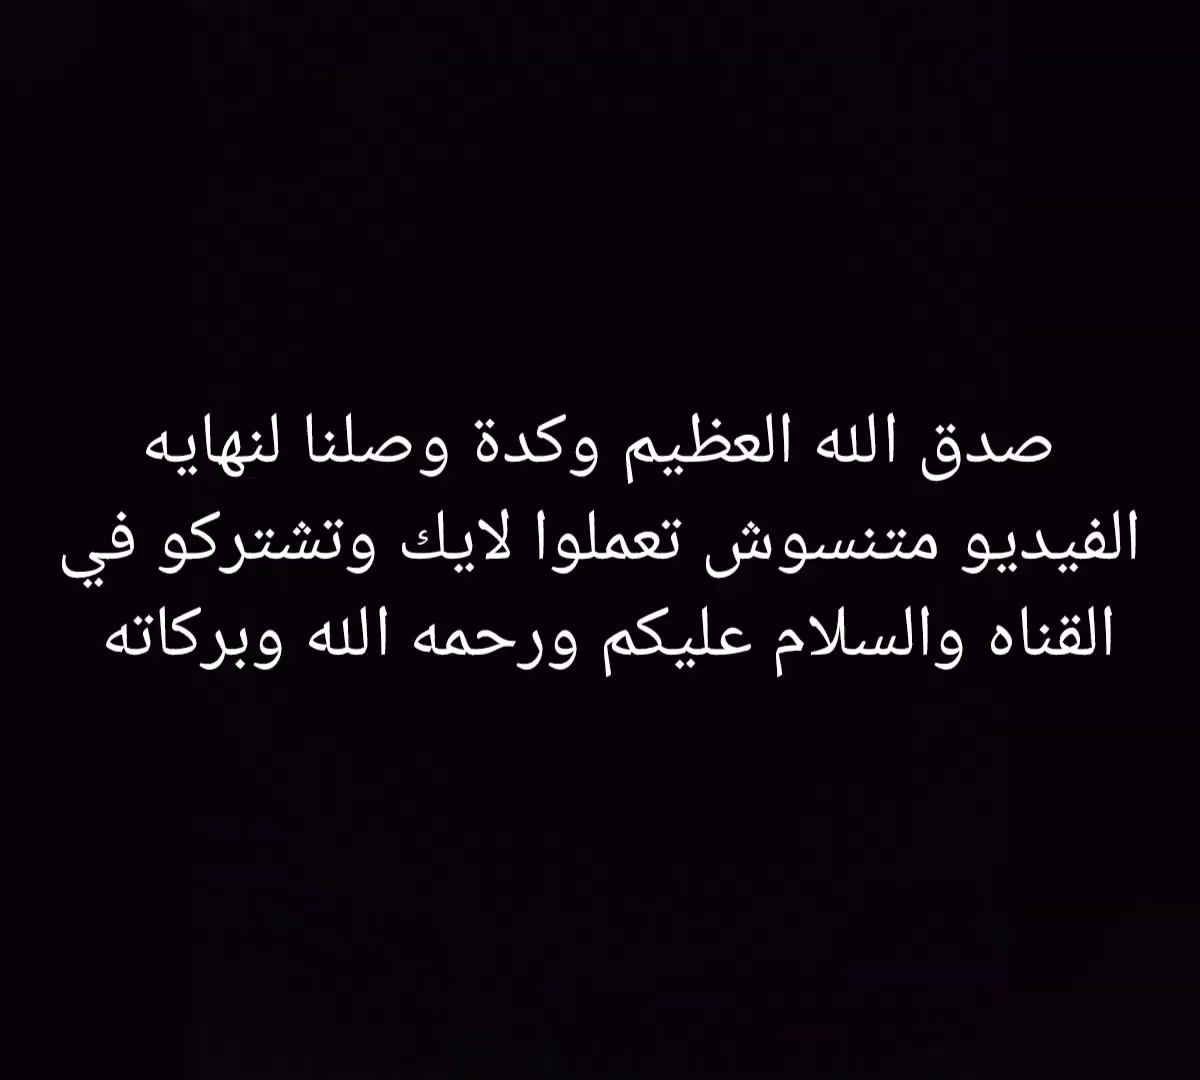 صدق الله العظيم وكدة وصلنا لنهايه
الفيديو متنسوش تعملوا لايك وتشتركو في
القناه والسلام عليكم ورحمه الله وبركاته